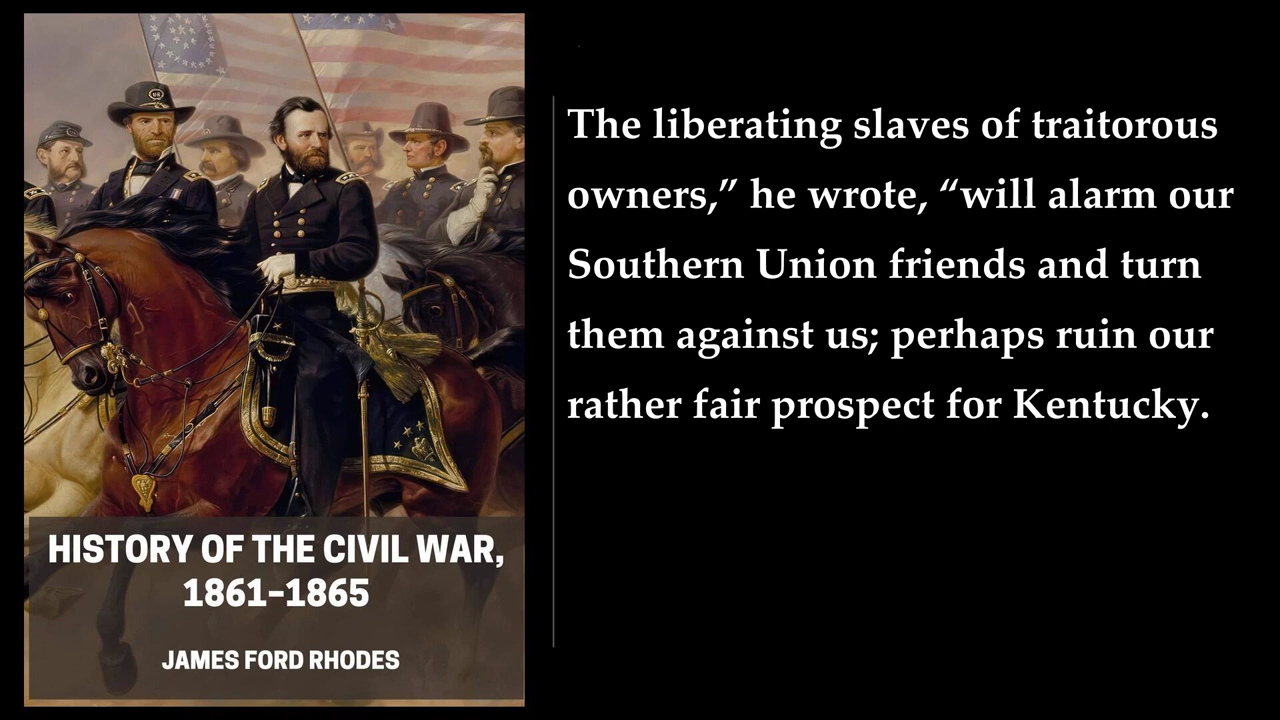 HISTORY OF THE CIVIL WAR,
1861–1865
JAMES FORD RHODES
The liberating slaves of traitorous
owners,” he wrote, “will alarm our
Southern Union friends and turn
them against us; perhaps ruin our
rather fair prospect for Kentucky.